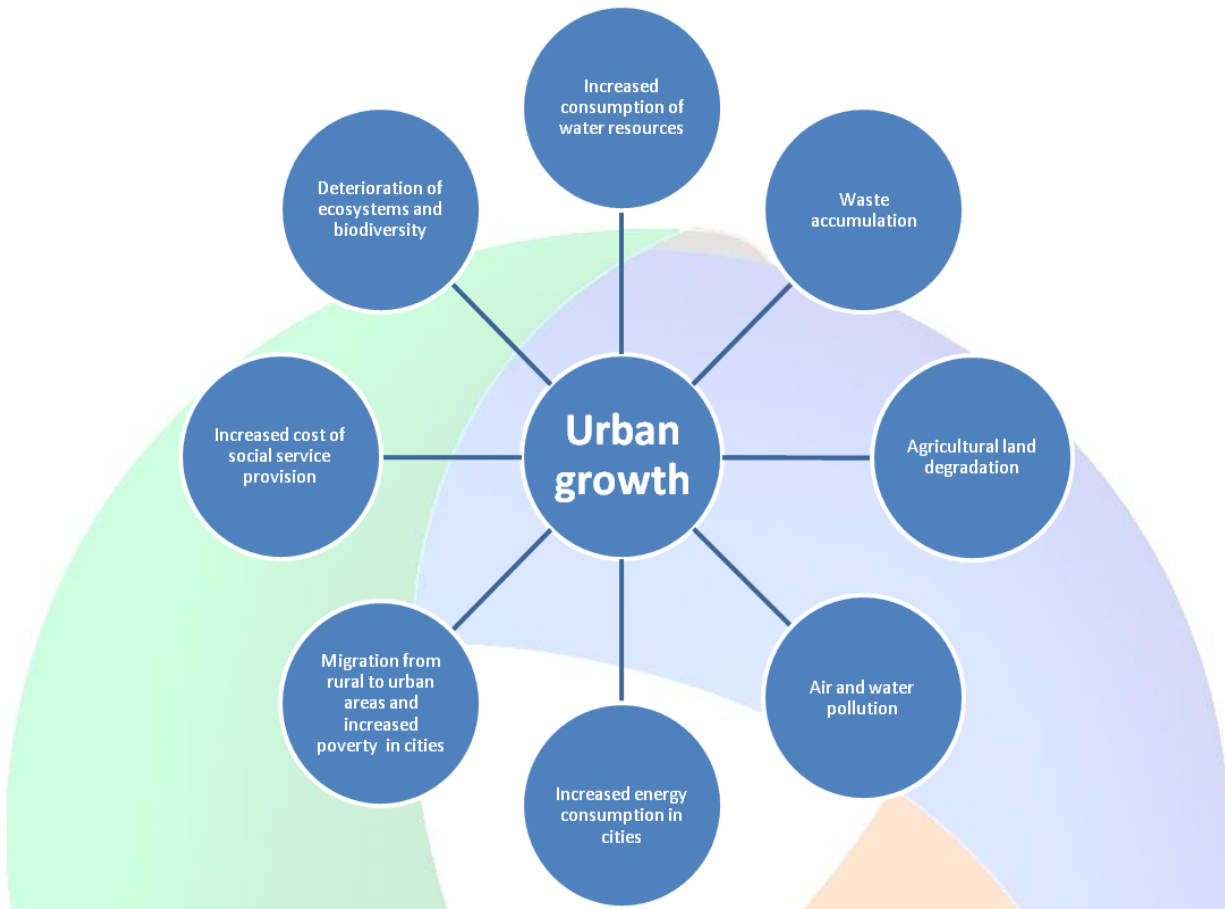 Increased
consumption of
water resources
Waste
accumulation
Agricultural land
degradation
Air and water
pollution
Increased energy
consumption in
cities
Migration from
rural to urban
areas and
increased
poverty in cities
Increased cost of
social service
provision
Deterioration of
ecosystems and
biodiversity
Urban
growth